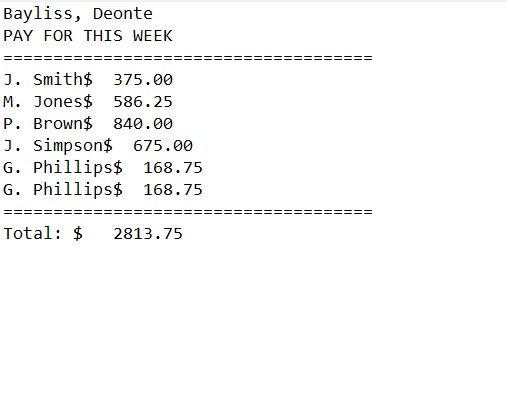 Bayliss, Deonte
PAY FOR THIS WEEK
=====================================
J. Smith$  375.00
M. Jones$  586.25
P. Brown$  840.00
J. Simpson$  675.00
G. Phillips$  168.75
G. Phillips$  168.75
=====================================
Total: $   2813.75